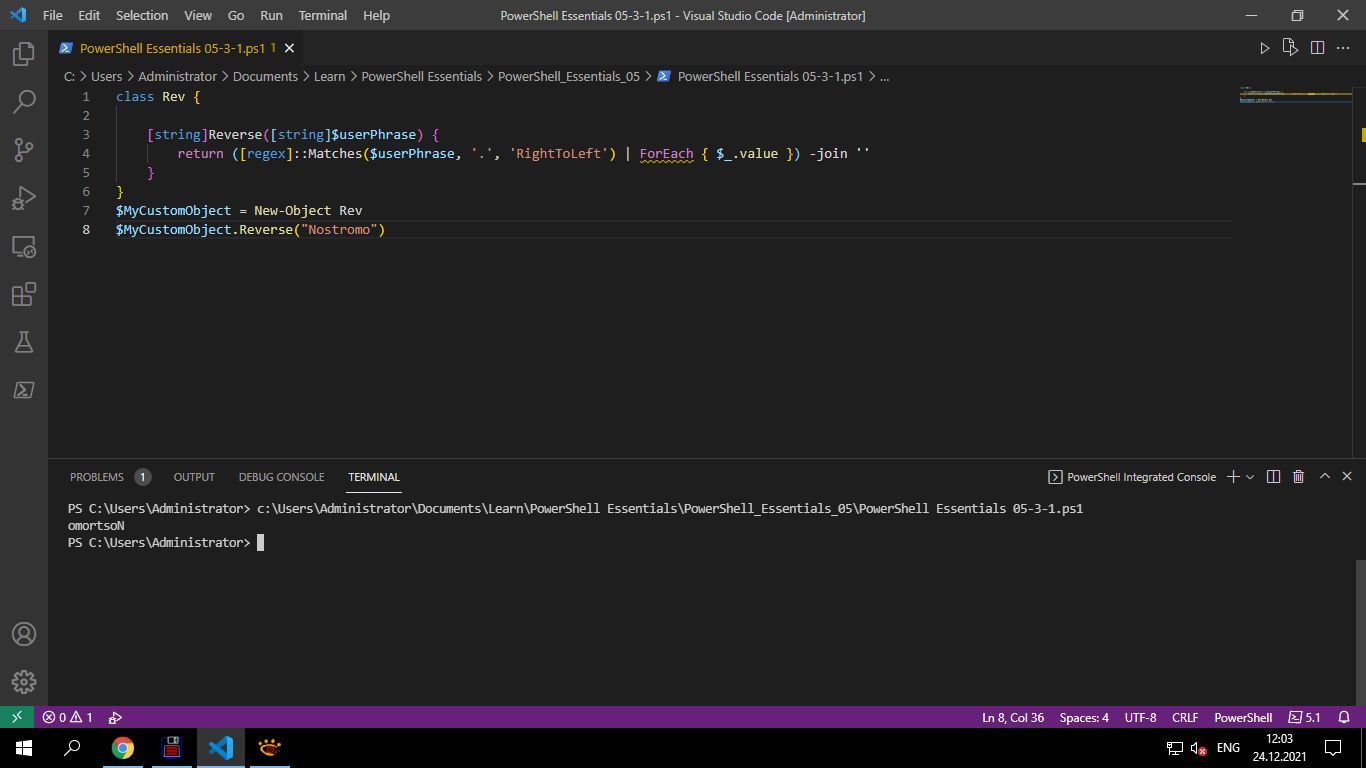 File Edit Selection View Go Run Terminal Help PowerShell Essentials 05-3-1.ps1 - Visual Studio Code [Administrator]
PowerShell Essentials 05-3-1.ps1 1
C: > Users > Administrator > Documents > Learn > PowerShell Essentials > PowerShell_Essentials_05 > PowerShell Essentials 05-3-1.ps1 > ...
1 class Rev {
2
3 [string]Reverse([string]$userPhrase) {
4 return ([regex]::Matches($userPhrase, '.', 'RightToLeft') | ForEach { $_.value }) -join ''
5 }
6 }
7 $MyCustomObject = New-Object Rev
8 $MyCustomObject.Reverse("Nostromo")
PROBLEMS 1 OUTPUT DEBUG CONSOLE TERMINAL PowerShell Integrated Console
PS C:\Users\Administrator> c:\Users\Administrator\Documents\Learn\PowerShell Essentials\PowerShell_Essentials_05\PowerShell Essentials 05-3-1.ps1
omortsoN
PS C:\Users\Administrator>
0 1 Ln 8, Col 36 Spaces: 4 UTF-8 CRLF PowerShell 5.1
ENG 12:03
24.12.2021